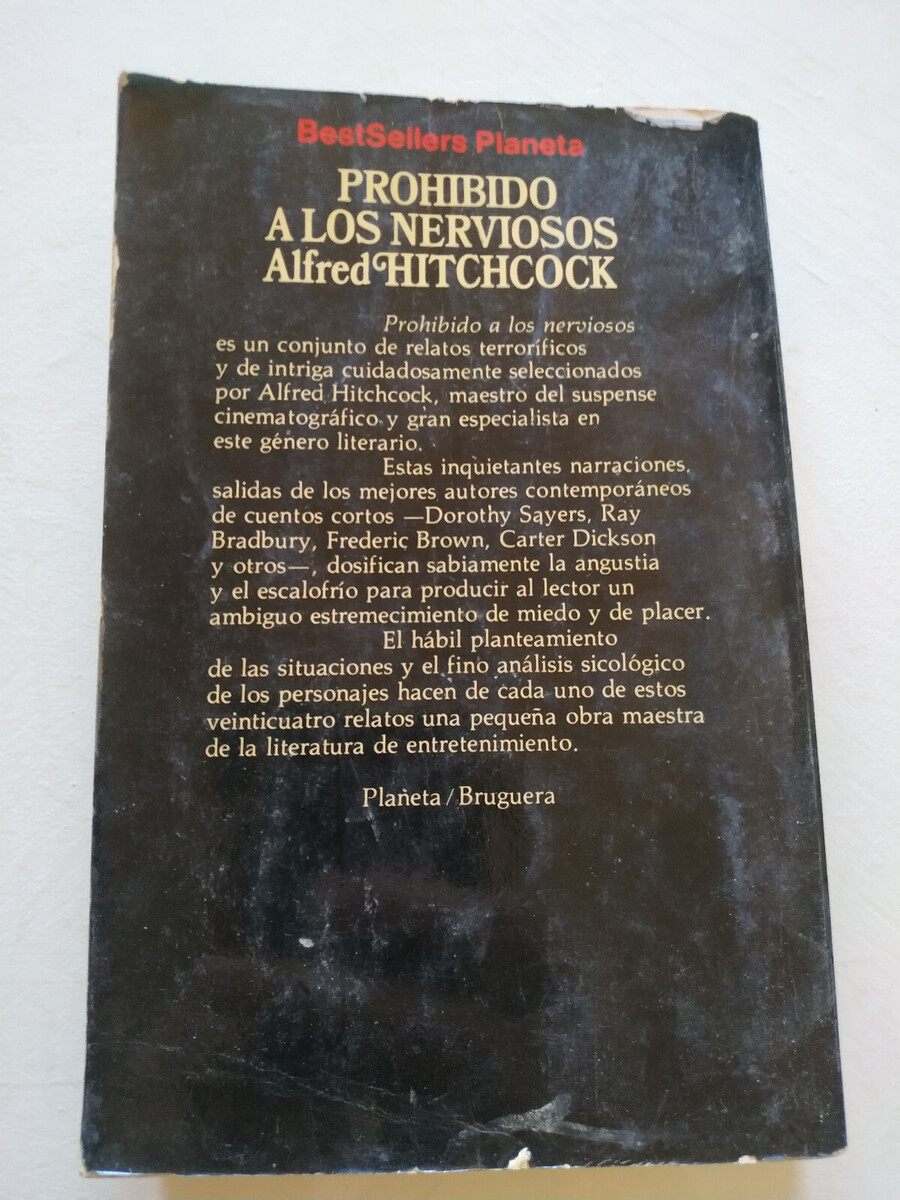 BestSellers Planeta
PROHIBIDO
A LOS NERVIOSOS
Alfred HITCHCOCK
Prohibido a los nerviosos
es un conjunto de relatos terroríficos
y de intriga cuidadosamente seleccionados
por Alfred Hitchcock, maestro del suspense
cinematográfico y gran especialista en
este género literario.
Estas inquietantes narraciones,
salidas de los mejores autores contemporáneos
de cuentos cortos —Dorothy Sayers, Ray
Bradbury, Frederic Brown, Carter Dickson
y otros—, dosifican sabiamente la angustia
y el escalofrío para producir al lector un
ambiguo estremecimiento de miedo y de placer.
El hábil planteamiento
de las situaciones y el fino análisis sicológico
de los personajes hacen de cada uno de estos
veinticuatro relatos una pequeña obra maestra
de la literatura de entretenimiento.
Planeta / Bruguera